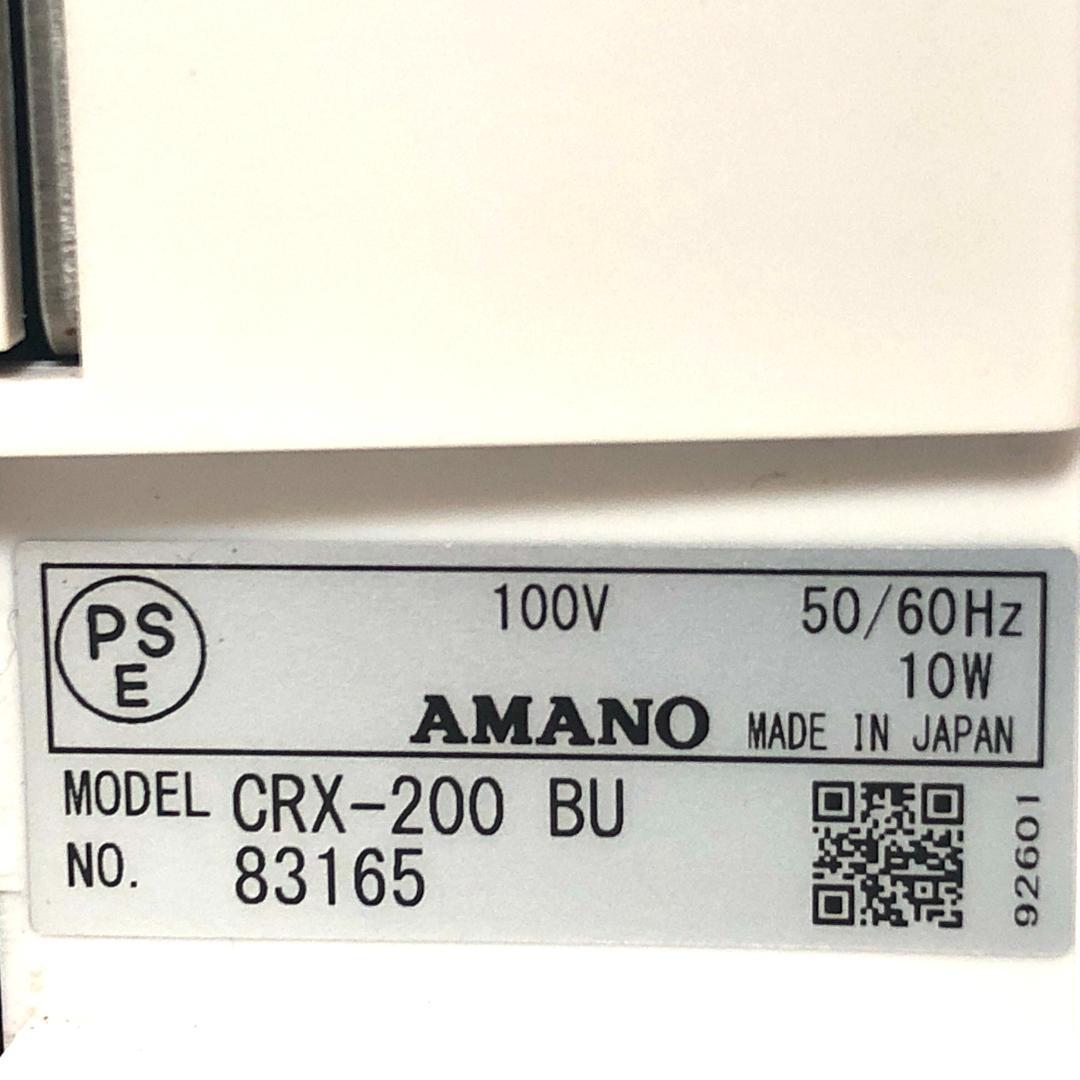 PS
E
100V
50/60Hz
10W
AMANO
MADE IN JAPAN
MODEL CRX-200 BU
NO. 83165
92601